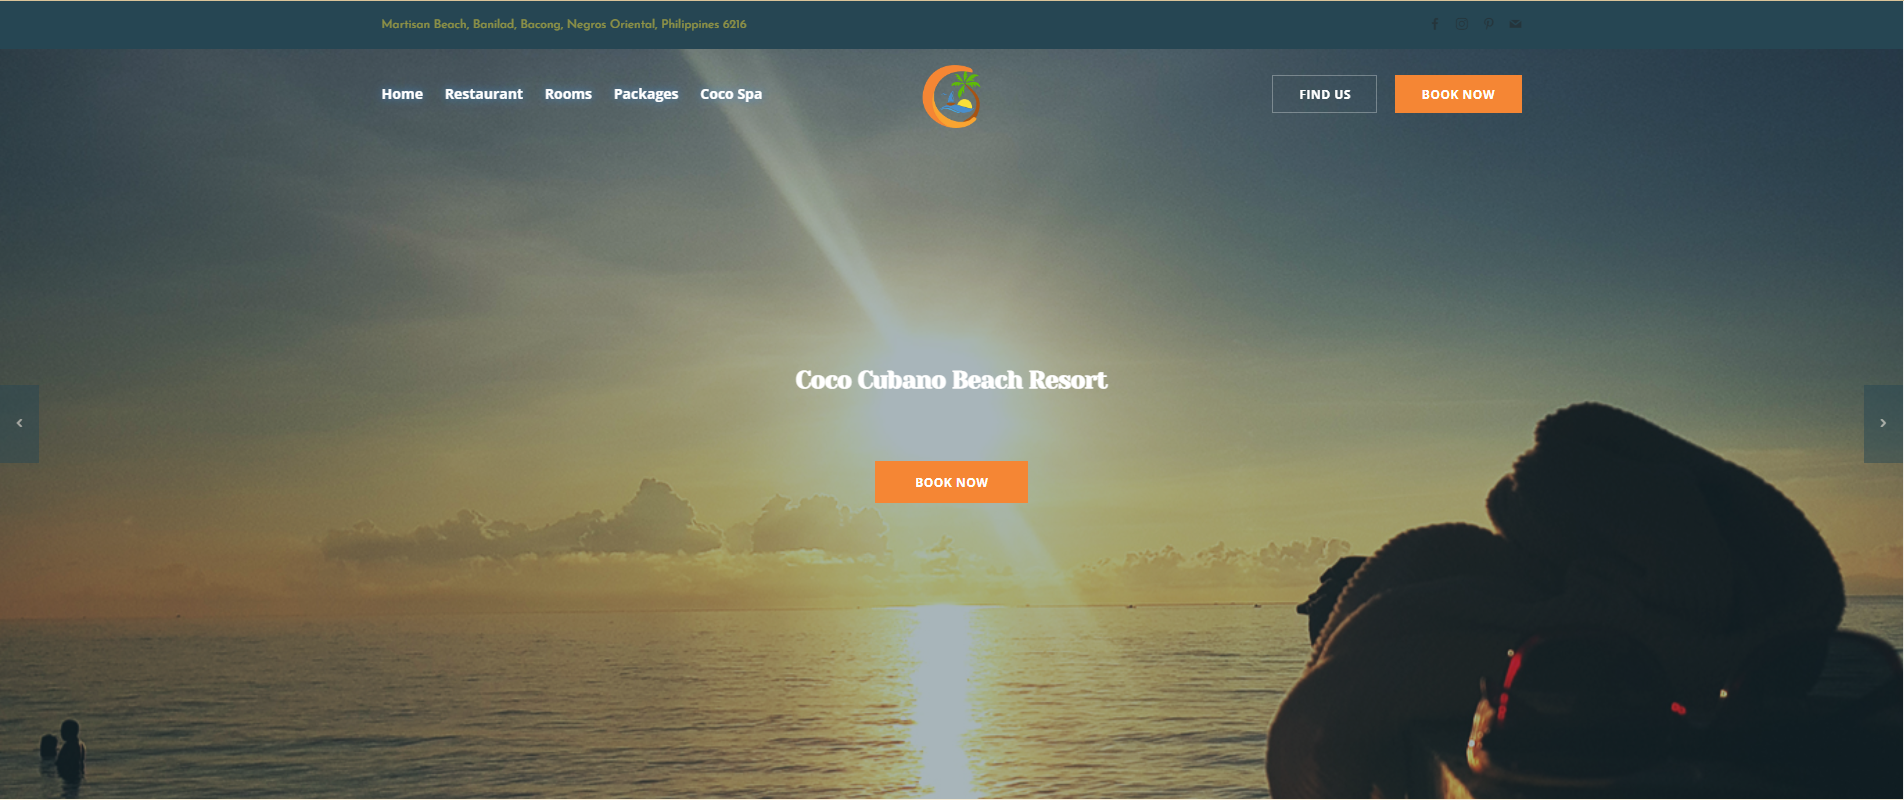 Martisan Beach, Banilad, Bacong, Negros Oriental, Philippines 6216
Home Restaurant Rooms Packages Coco Spa
FIND US BOOK NOW
Coco Cubano Beach Resort
BOOK NOW